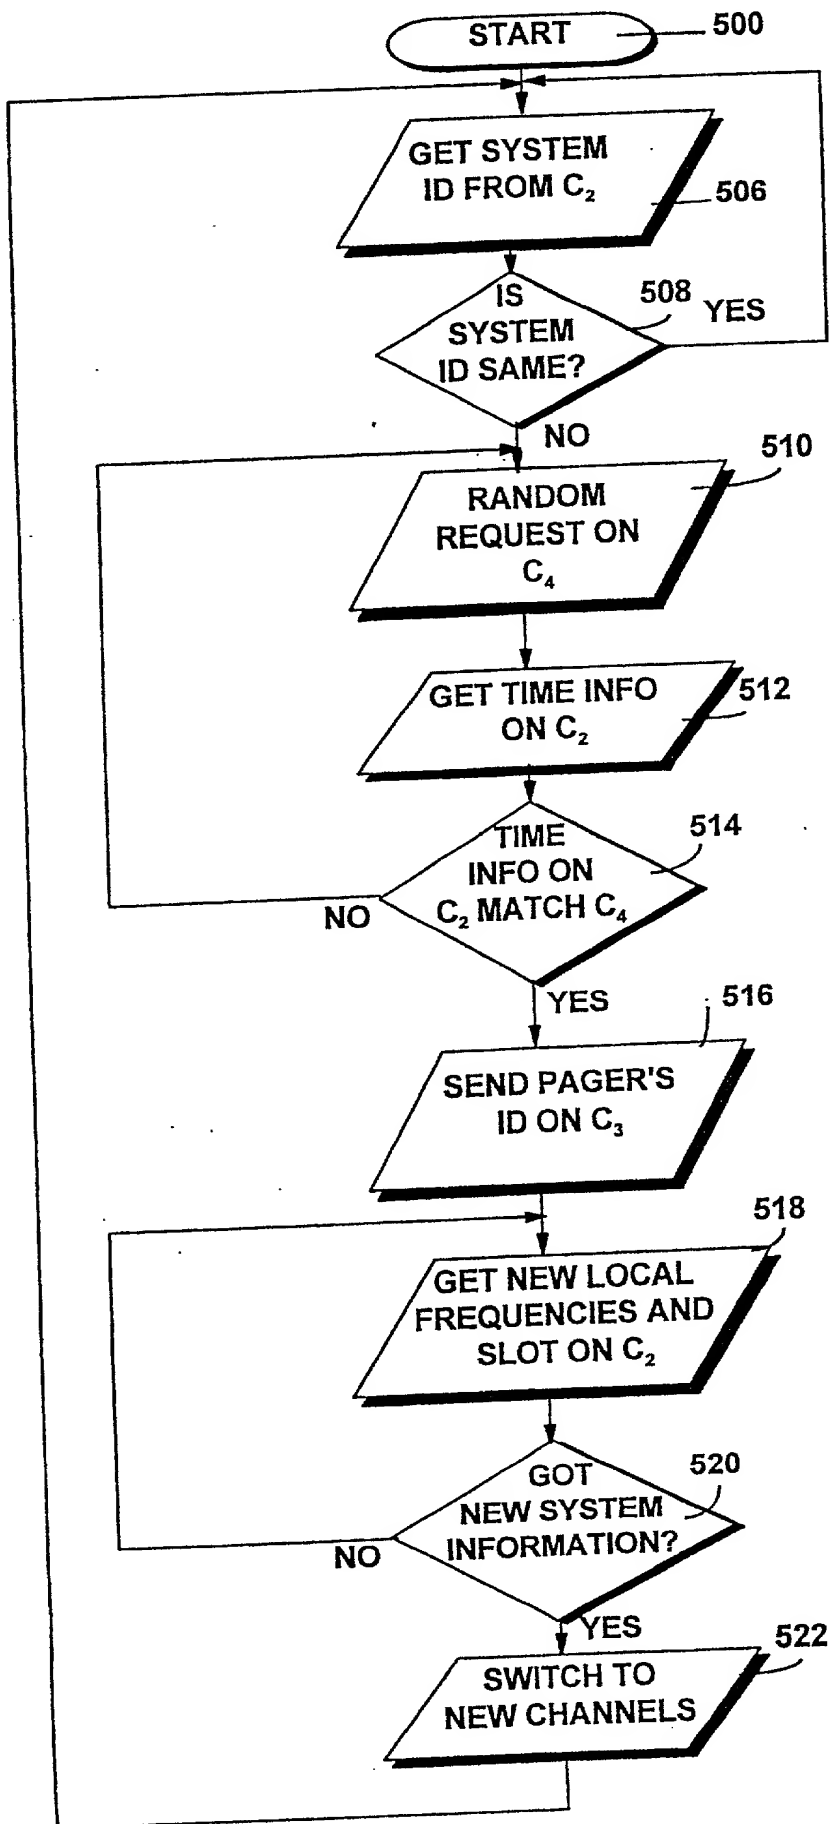 START
500
GET SYSTEM
ID FROM C₂
506
IS
SYSTEM
ID SAME?
508
YES
NO
510
RANDOM
REQUEST ON
C₄
GET TIME INFO
ON C₂
512
TIME
INFO ON
C₂ MATCH C₄
514
NO
YES
516
SEND PAGER'S
ID ON C₃
518
GET NEW LOCAL
FREQUENCIES AND
SLOT ON C₂
GOT
NEW SYSTEM
INFORMATION?
520
NO
YES
522
SWITCH TO
NEW CHANNELS